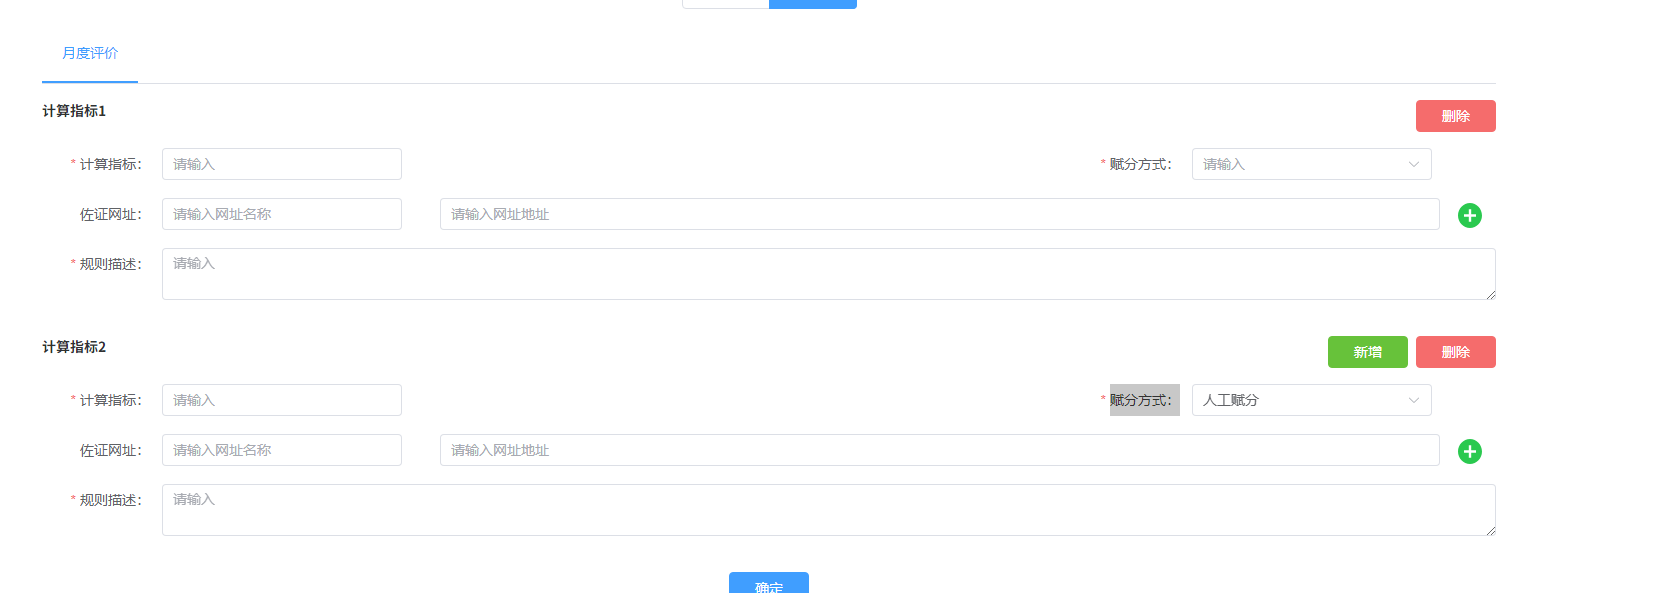 月度评价
计算指标1
删除
* 计算指标： 请输入 * 赋分方式： 请输入
佐证网址： 请输入网址名称 请输入网址地址
* 规则描述： 请输入
计算指标2
新增 删除
* 计算指标： 请输入 * 赋分方式： 人工赋分
佐证网址： 请输入网址名称 请输入网址地址
* 规则描述： 请输入
确定